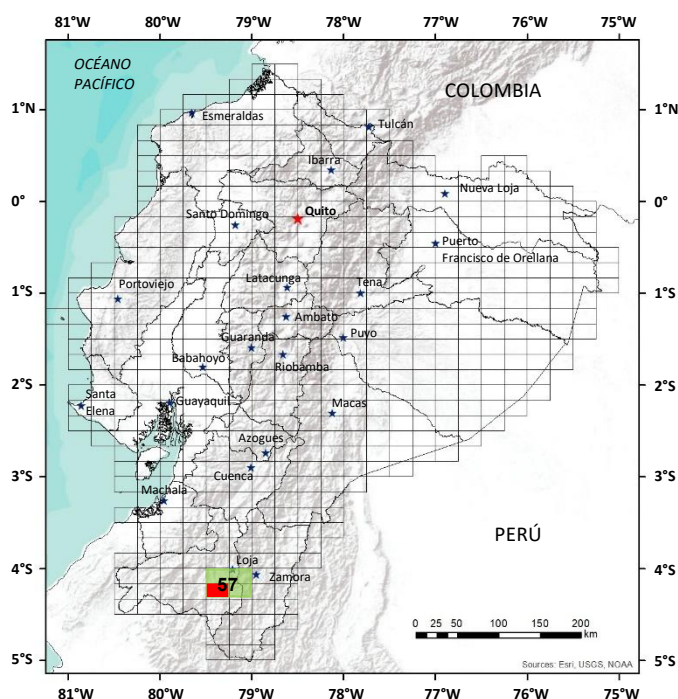 81°W 80°W 79°W 78°W 77°W 76°W 75°W
OCÉANO
PACÍFICO
COLOMBIA
1°N 1°N
Esmeraldas
Tulcán
Ibarra
Nueva Loja
0° 0°
Santo Domingo
Quito
Puerto
Francisco de Orellana
Latacunga
Tena
Portoviejo
1°S 1°S
Ambato
Guaranda
Puyo
Babahoyo
Riobamba
2°S 2°S
Santa
Elena
Guayaquil
Macas
Azogues
3°S 3°S
Cuenca
Machala
PERÚ
4°S 4°S
Loja
57
Zamora
0 25 50 100 150 200
km
Sources: Esri, USGS, NOAA
5°S 5°S
81°W 80°W 79°W 78°W 77°W 76°W 75°W